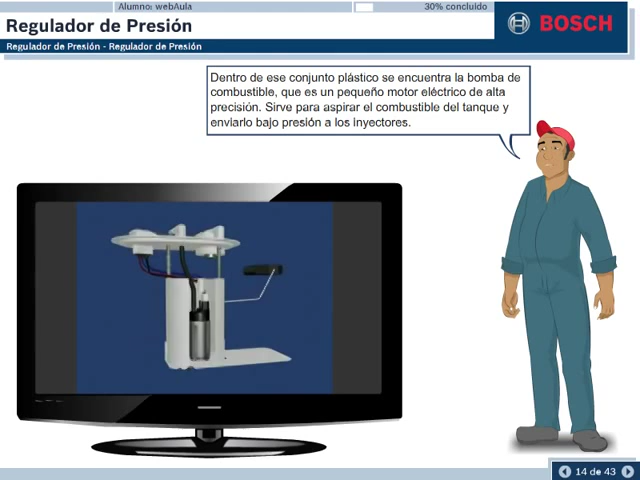 Alumno: webAula
30% concluido
Regulador de Presión
BOSCH
Regulador de Presión - Regulador de Presión
Dentro de ese conjunto plástico se encuentra la bomba de
combustible, que es un pequeño motor eléctrico de alta
precisión. Sirve para aspirar el combustible del tanque y
enviarlo bajo presión a los inyectores.
14 de 43